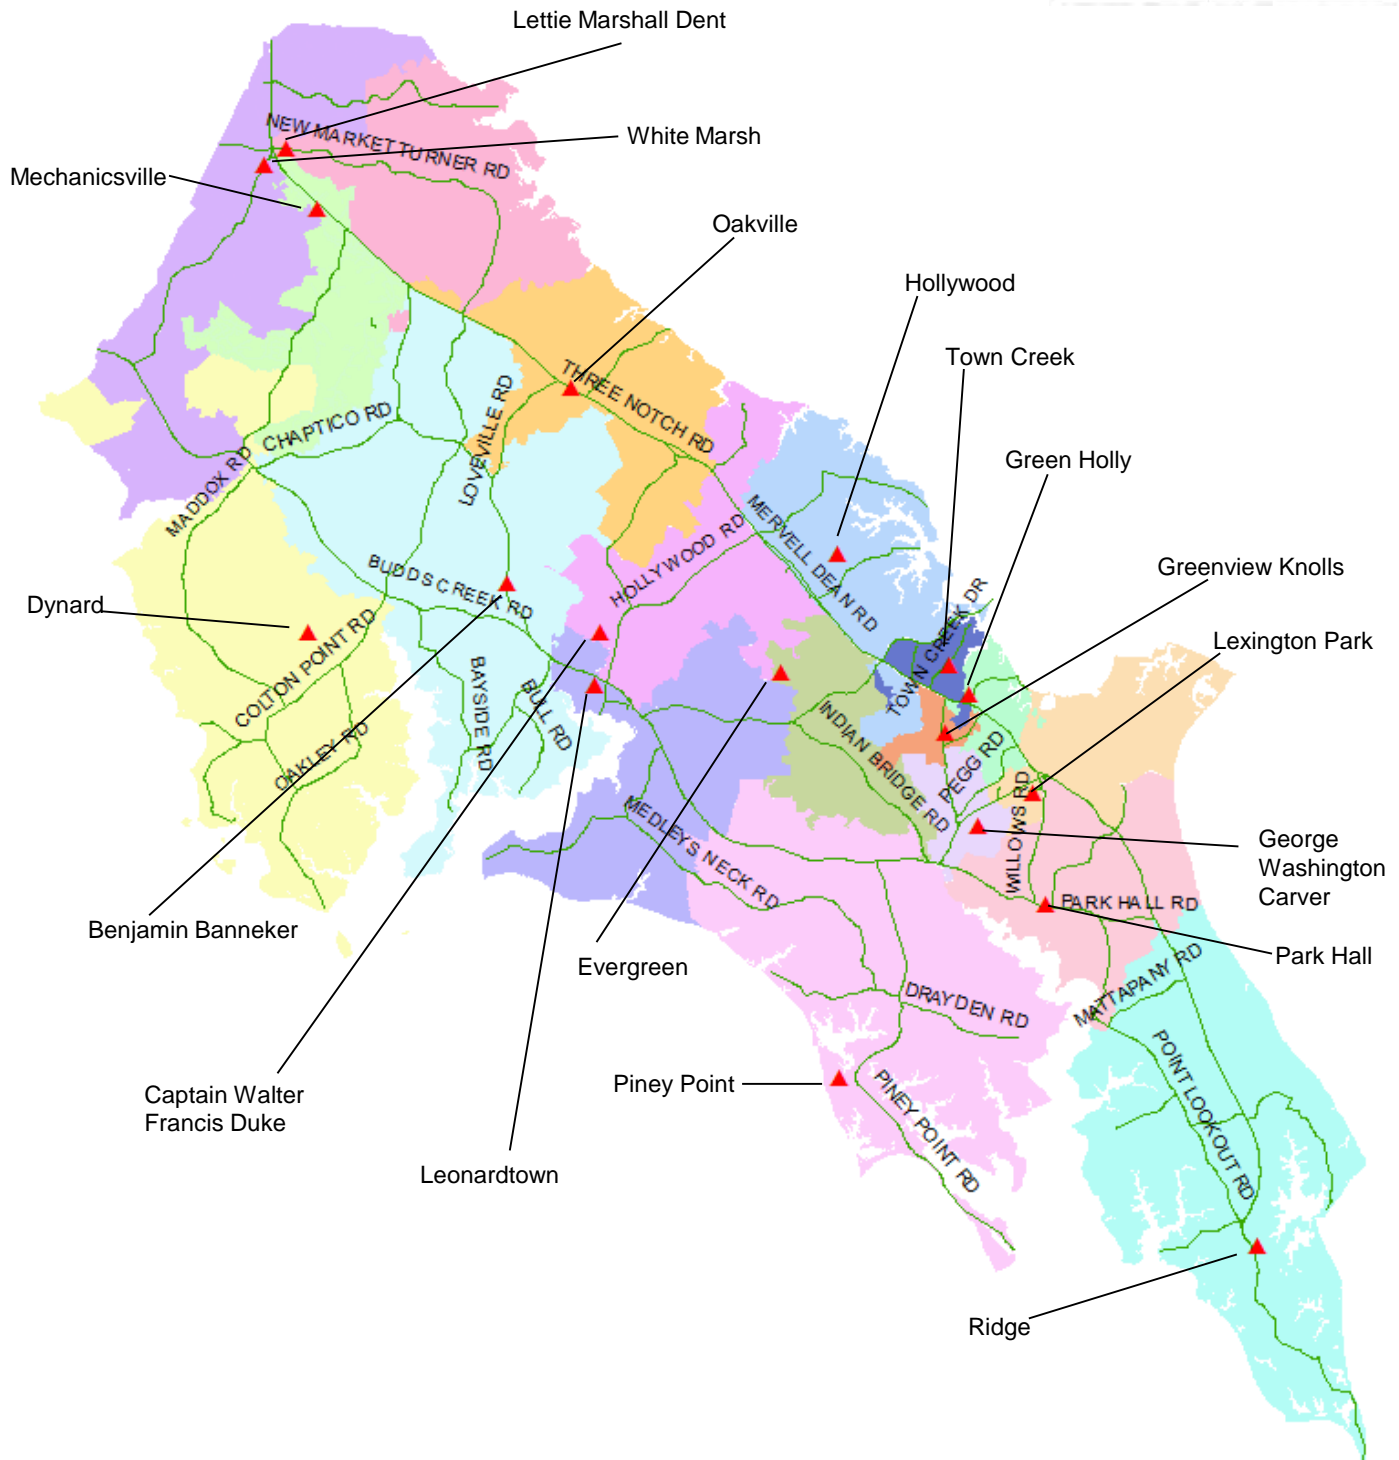 Lettie Marshall Dent
NEW MARKET TURNER RD
White Marsh
Mechanicsville
Oakville
Hollywood
Town Creek
THREE NOTCH RD
LOVEVILLE RD
CHAPTICO RD
MADDOX RD
Green Holly
MERVELL DEAN RD
HOLLYWOOD RD
Greenview Knolls
BUDDS CREEK RD
Dynard
TOWN CREEK DR
Lexington Park
COLTON POINT RD
BAYSIDE RD
BULL RD
OAKLEY RD
INDIAN BRIDGE RD
PEGG RD
WILLOWS RD
MEDLEYS NECK RD
George
Washington
Carver
PARK HALL RD
Benjamin Banneker
Evergreen
Park Hall
MATTAPANY RD
DRAYDEN RD
Captain Walter
Francis Duke
Piney Point
PINEY POINT RD
POINT LOOKOUT RD
Leonardtown
Ridge